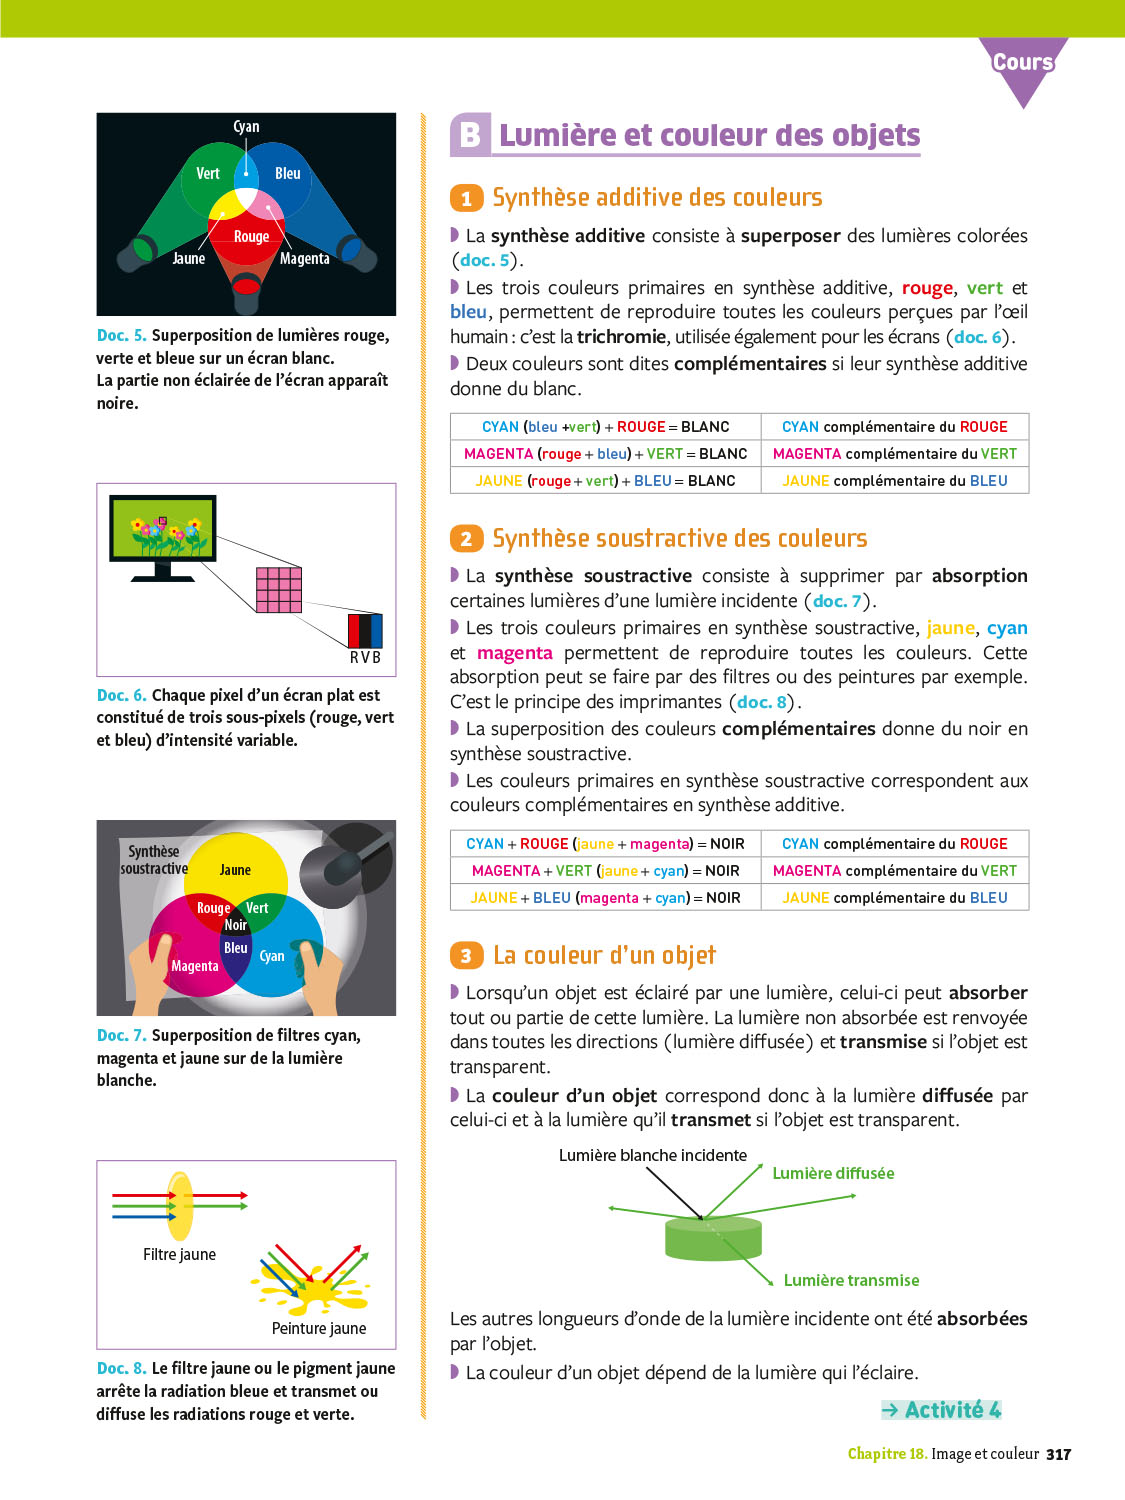 Cours
Cyan
Vert
Bleu
Rouge
Jaune
Magenta
Doc. 5. Superposition de lumières rouge,
verte et bleue sur un écran blanc.
La partie non éclairée de l'écran apparaît
noire.
R V B
Doc. 6. Chaque pixel d'un écran plat est
constitué de trois sous-pixels (rouge, vert
et bleu) d'intensité variable.
Synthèse
soustractive
Jaune
Rouge
Vert
Noir
Bleu
Cyan
Magenta
Doc. 7. Superposition de filtres cyan,
magenta et jaune sur de la lumière
blanche.
Filtre jaune
Peinture jaune
Doc. 8. Le filtre jaune ou le pigment jaune
arrête la radiation bleue et transmet ou
diffuse les radiations rouge et verte.
B Lumière et couleur des objets
1 Synthèse additive des couleurs
La synthèse additive consiste à superposer des lumières colorées
(doc. 5).
Les trois couleurs primaires en synthèse additive, rouge, vert et
bleu, permettent de reproduire toutes les couleurs perçues par l'œil
humain : c'est la trichromie, utilisée également pour les écrans (doc. 6).
Deux couleurs sont dites complémentaires si leur synthèse additive
donne du blanc.
CYAN (bleu +vert) + ROUGE = BLANC CYAN complémentaire du ROUGE
MAGENTA (rouge + bleu) + VERT = BLANC MAGENTA complémentaire du VERT
JAUNE (rouge + vert) + BLEU = BLANC JAUNE complémentaire du BLEU
2 Synthèse soustractive des couleurs
La synthèse soustractive consiste à supprimer par absorption
certaines lumières d'une lumière incidente (doc. 7).
Les trois couleurs primaires en synthèse soustractive, jaune, cyan
et magenta permettent de reproduire toutes les couleurs. Cette
absorption peut se faire par des filtres ou des peintures par exemple.
C'est le principe des imprimantes (doc. 8).
La superposition des couleurs complémentaires donne du noir en
synthèse soustractive.
Les couleurs primaires en synthèse soustractive correspondent aux
couleurs complémentaires en synthèse additive.
CYAN + ROUGE (jaune + magenta) = NOIR CYAN complémentaire du ROUGE
MAGENTA + VERT (jaune + cyan) = NOIR MAGENTA complémentaire du VERT
JAUNE + BLEU (magenta + cyan) = NOIR JAUNE complémentaire du BLEU
3 La couleur d'un objet
Lorsqu'un objet est éclairé par une lumière, celui-ci peut absorber
tout ou partie de cette lumière. La lumière non absorbée est renvoyée
dans toutes les directions (lumière diffusée) et transmise si l'objet est
transparent.
La couleur d'un objet correspond donc à la lumière diffusée par
celui-ci et à la lumière qu'il transmet si l'objet est transparent.
Lumière blanche incidente
Lumière diffusée
Lumière transmise
Les autres longueurs d'onde de la lumière incidente ont été absorbées
par l'objet.
La couleur d'un objet dépend de la lumière qui l'éclaire.
→ Activité 4
Chapitre 18. Image et couleur 317